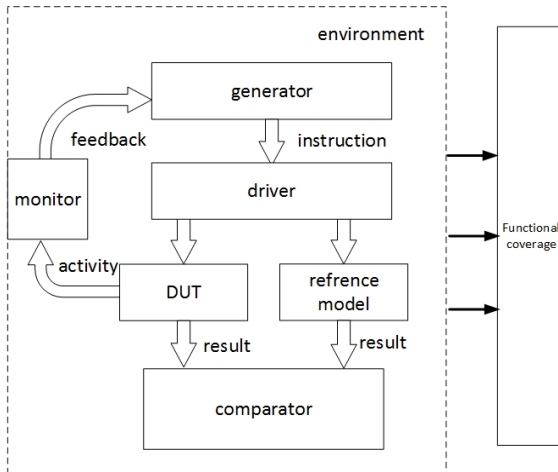 environment
generator
feedback
instruction
monitor
driver
activity
DUT
refrence
model
result
result
comparator
Functional
coverage